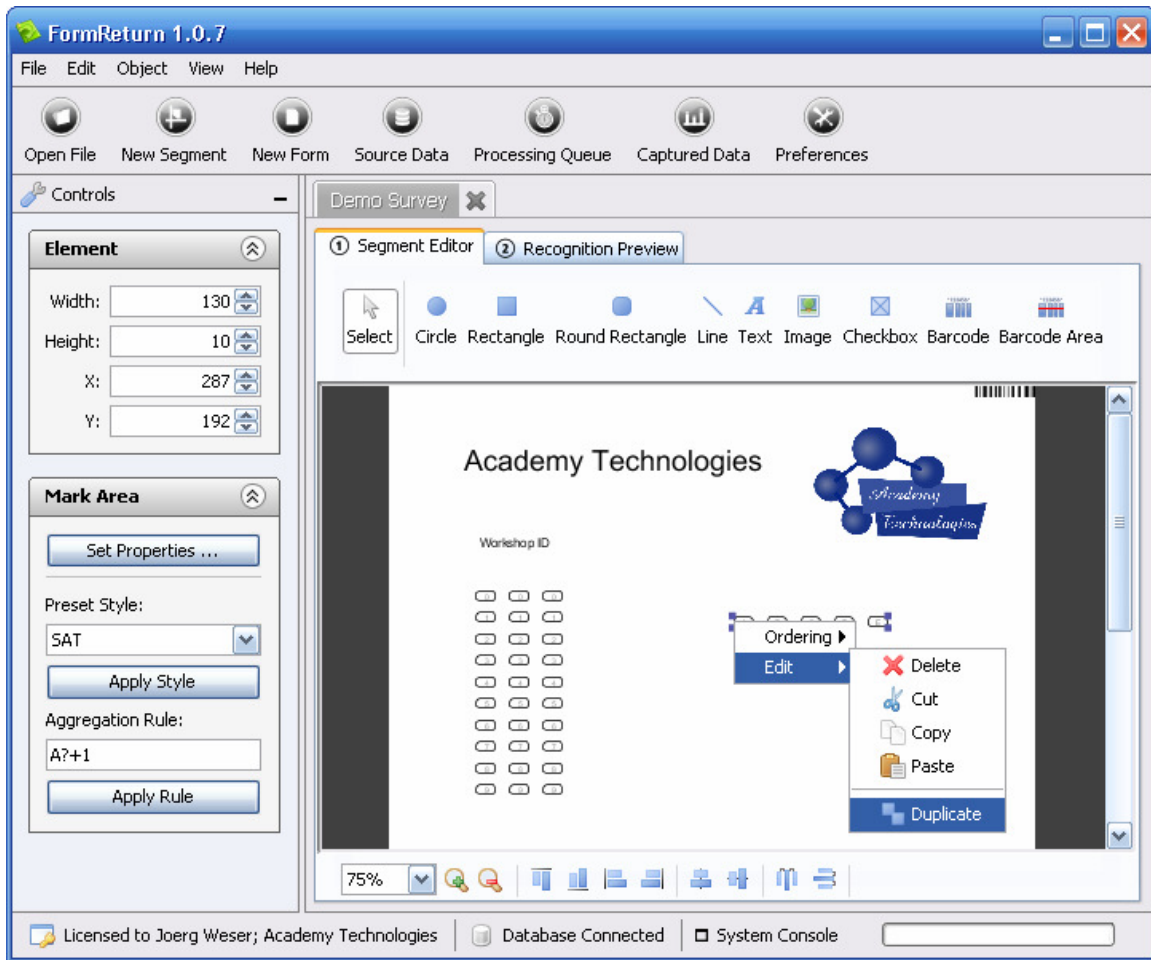 FormReturn 1.0.7
File Edit Object View Help
Open File New Segment New Form Source Data Processing Queue Captured Data Preferences
Controls
Demo Survey
Element
Width: 130
Height: 10
X: 287
Y: 192
Mark Area
Set Properties ...
Preset Style:
SAT
Apply Style
Aggregation Rule:
A?+1
Apply Rule
1 Segment Editor 2 Recognition Preview
Select Circle Rectangle Round Rectangle Line Text Image Checkbox Barcode Barcode Area
Academy Technologies
Academy
Technologies
Workshop ID
Ordering
Edit
Delete
Cut
Copy
Paste
Duplicate
75%
Licensed to Joerg Weser; Academy Technologies Database Connected System Console